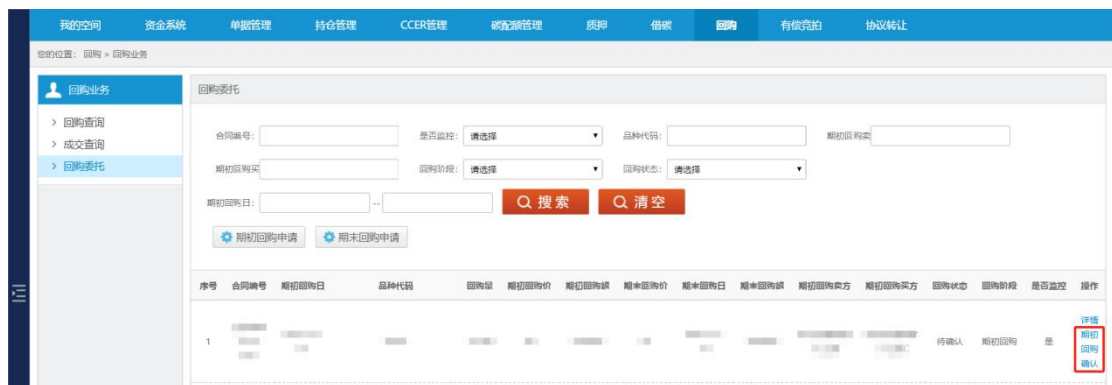 我的空间 资金系统 单据管理 持仓管理 CCER管理 碳配额管理 质押 借碳 回购 有偿竞拍 协议转让
您的位置： 回购 > 回购业务
回购业务
> 回购查询
> 成交查询
> 回购委托
回购委托
合同编号： 是否监控： 请选择 品种代码： 期初回购卖
期初回购买 回购阶段： 请选择 回购状态： 请选择
期初回购日： -- 搜索 清空
期初回购申请 期末回购申请
序号 合同编号 期初回购日 品种代码 回购量 期初回购价 期初回购额 期末回购价 期末回购日 期末回购额 期初回购卖方 期初回购买方 回购状态 回购阶段 是否监控 操作
1 待确认 期初回购 是 详情
期初
回购
确认